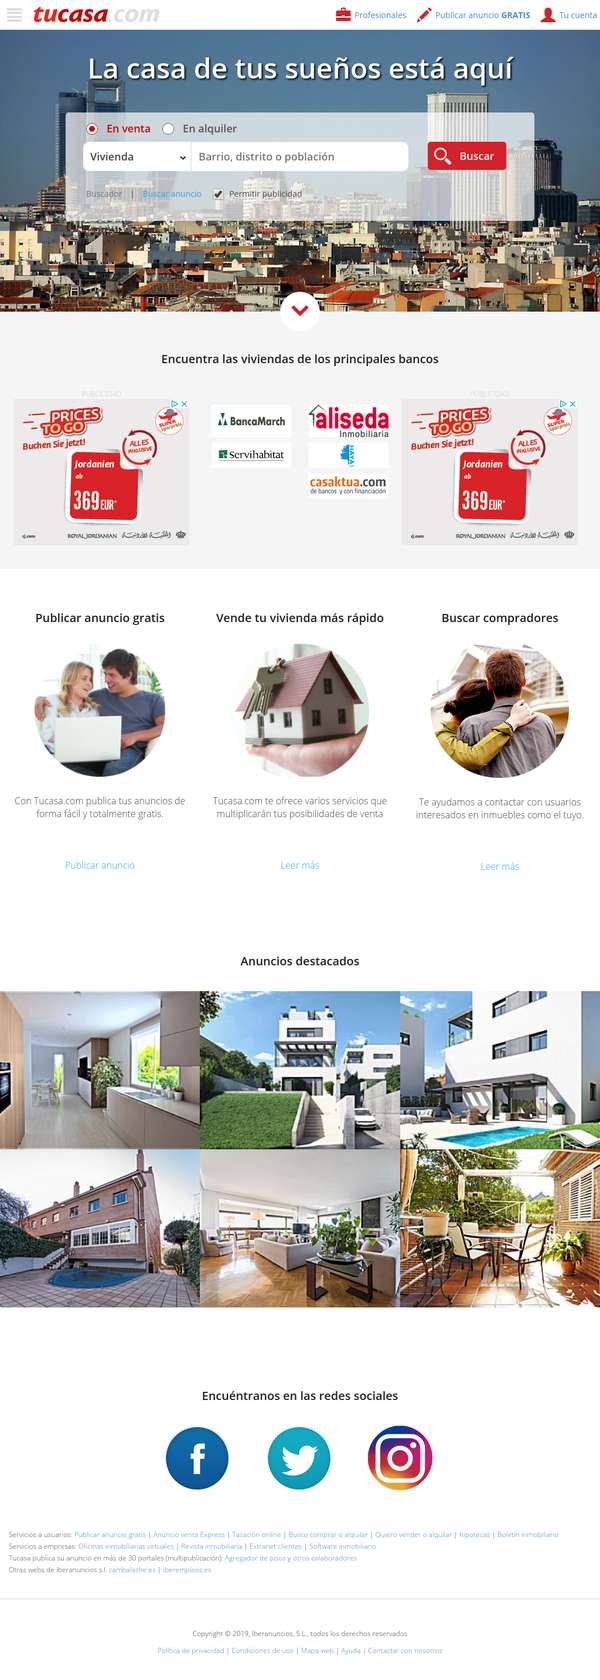 tucasa.com
Profesionales
Publicar anuncio GRATIS
Tu cuenta
La casa de tus sueños está aquí
En venta
En alquiler
Vivienda
Barrio, distrito o población
Buscar
Buscador | Buscar anuncio
Permitir publicidad
Encuentra las viviendas de los principales bancos
PUBLICIDAD
PRICES
TO GO
Buchen Sie jetzt!
SUPER
ALLES
INKLUSIVE
Jordanien
ab
369 EUR*
rj.com
ROYAL JORDANIAN
BancaMarch
aliseda
Inmobiliaria
Servihabitat
HAYA
casaktua.com
de bancos y con financiación
PUBLICIDAD
PRICES
TO GO
Buchen Sie jetzt!
SUPER
ALLES
INKLUSIVE
Jordanien
ab
369 EUR*
rj.com
ROYAL JORDANIAN
Publicar anuncio gratis
Con Tucasa.com publica tus anuncios de
forma fácil y totalmente gratis.
Publicar anuncio
Vende tu vivienda más rápido
Tucasa.com te ofrece varios servicios que
multiplicarán tus posibilidades de venta
Leer más
Buscar compradores
Te ayudamos a contactar con usuarios
interesados en inmuebles como el tuyo.
Leer más
Anuncios destacados
Encuéntranos en las redes sociales
Servicios a usuarios: Publicar anuncio gratis | Anuncio venta Express | Tasación online | Busco comprar o alquilar | Quiero vender o alquilar | hipotecas | Boletín inmobiliario
Servicios a empresas: Oficinas inmobiliarias virtuales | Revista inmobiliaria | Extranet clientes | Software inmobiliario
Tucasa publica su anuncio en más de 30 portales (multipublicación): Agregador de pisos y otros colaboradores
Otras webs de iberanuncios s.l. cambalache.es | iberempleos.es
Copyright © 2019, Iberanuncios, S.L., todos los derechos reservados
Política de privacidad | Condiciones de uso | Mapa web | Ayuda | Contactar con nosotros